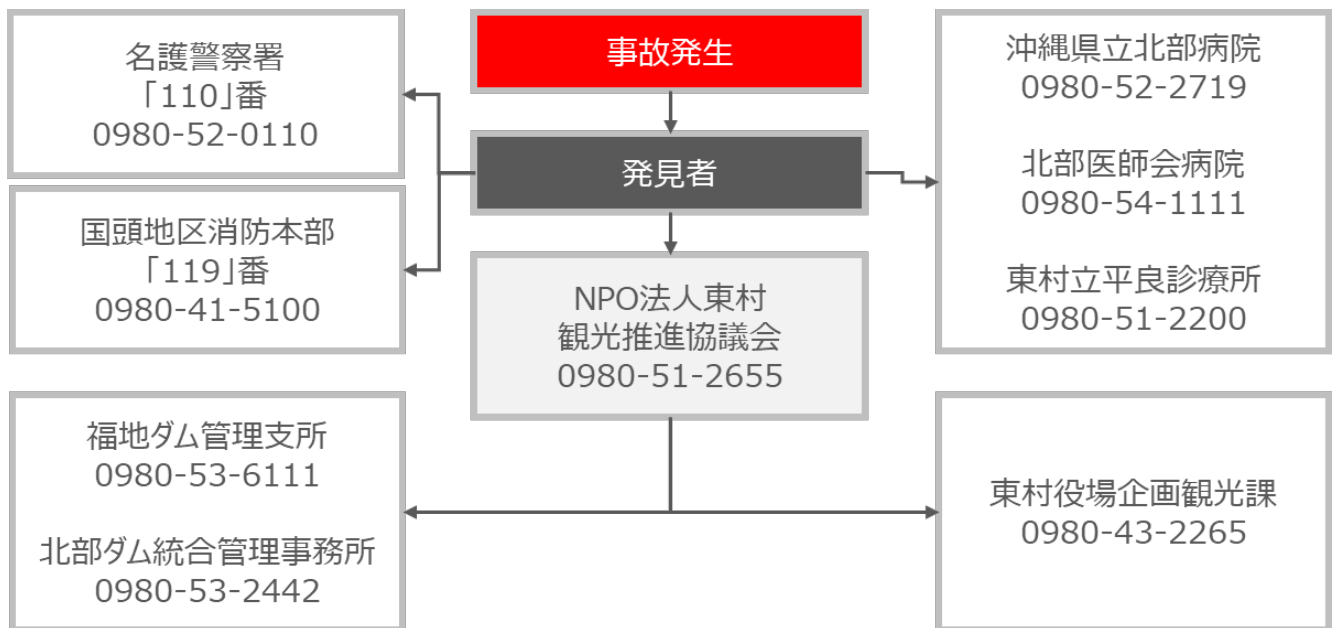 事故発生
発見者
名護警察署
「110」番
0980-52-0110
国頭地区消防本部
「119」番
0980-41-5100
沖縄県立北部病院
0980-52-2719
北部医師会病院
0980-54-1111
東村立平良診療所
0980-51-2200
NPO法人東村
観光推進協議会
0980-51-2655
福地ダム管理支所
0980-53-6111
北部ダム統合管理事務所
0980-53-2442
東村役場企画観光課
0980-43-2265